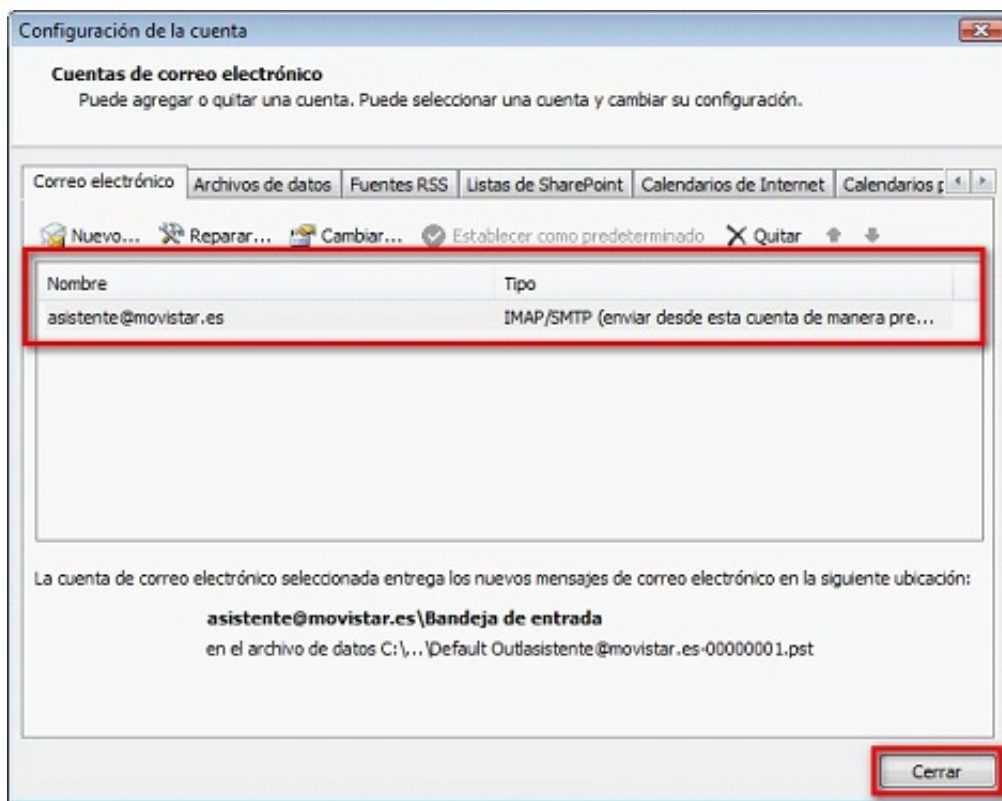 Configuración de la cuenta
Cuentas de correo electrónico
Puede agregar o quitar una cuenta. Puede seleccionar una cuenta y cambiar su configuración.
Correo electrónico Archivos de datos Fuentes RSS Listas de SharePoint Calendarios de Internet Calendarios p
Nuevo... Reparar... Cambiar... Establecer como predeterminado Quitar
Nombre Tipo
asistente@movistar.es IMAP/SMTP (enviar desde esta cuenta de manera pre...
La cuenta de correo electrónico seleccionada entrega los nuevos mensajes de correo electrónico en la siguiente ubicación:
asistente@movistar.es\Bandeja de entrada
en el archivo de datos C:\...\Default Outlasistente@movistar.es-00000001.pst
Cerrar